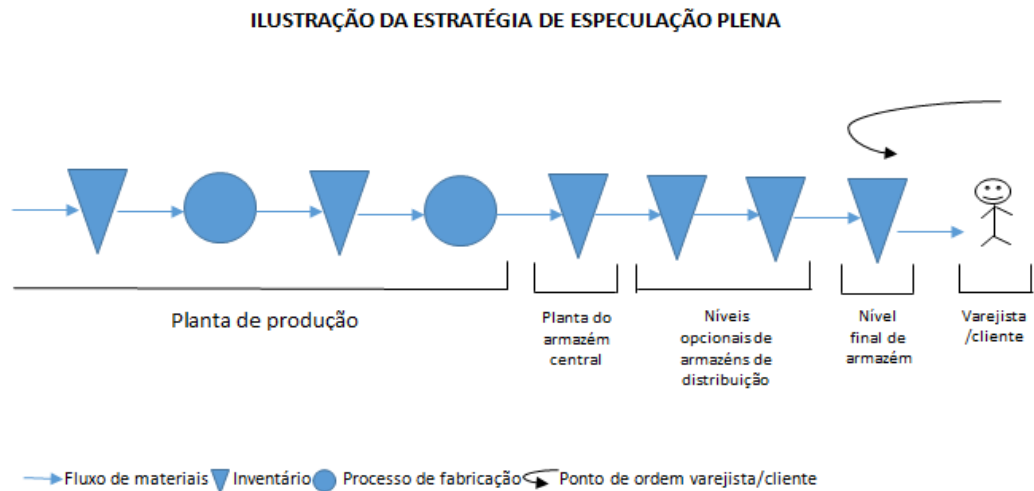 ILUSTRAÇÃO DA ESTRATÉGIA DE ESPECULAÇÃO PLENA
Planta de produção
Planta do
armazém
central
Níveis
opcionais de
armazéns de
distribuição
Nível
final de
armazém
Varejista
/cliente
Fluxo de materiais Inventário Processo de fabricação Ponto de ordem varejista/cliente